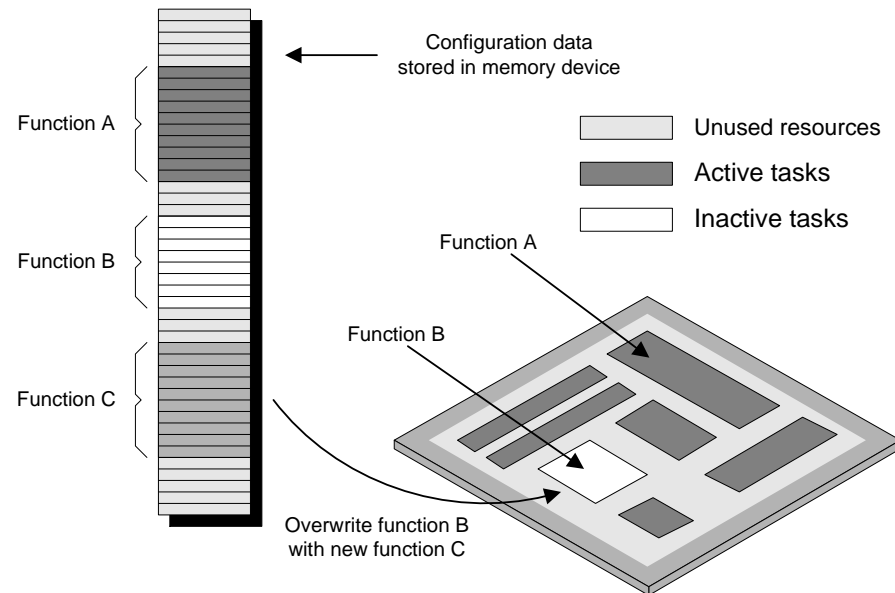 Configuration data
stored in memory device
Function A
Unused resources
Active tasks
Inactive tasks
Function B
Function A
Function B
Function C
Overwrite function B
with new function C